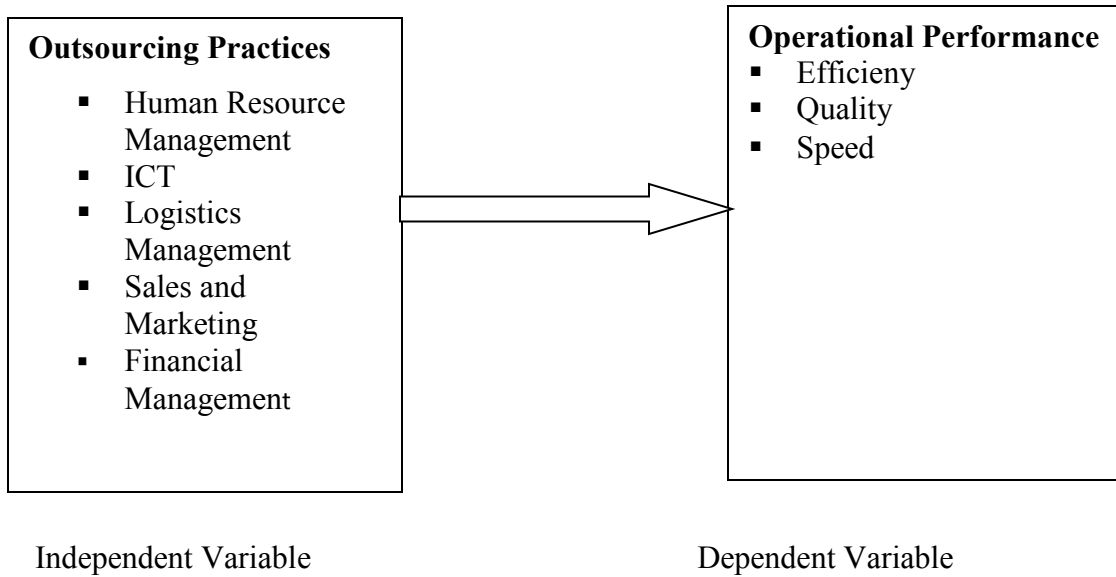 Outsourcing Practices
▪ Human Resource
Management
▪ ICT
▪ Logistics
Management
▪ Sales and
Marketing
▪ Financial
Management
Operational Performance
▪ Efficieny
▪ Quality
▪ Speed
Independent Variable
Dependent Variable